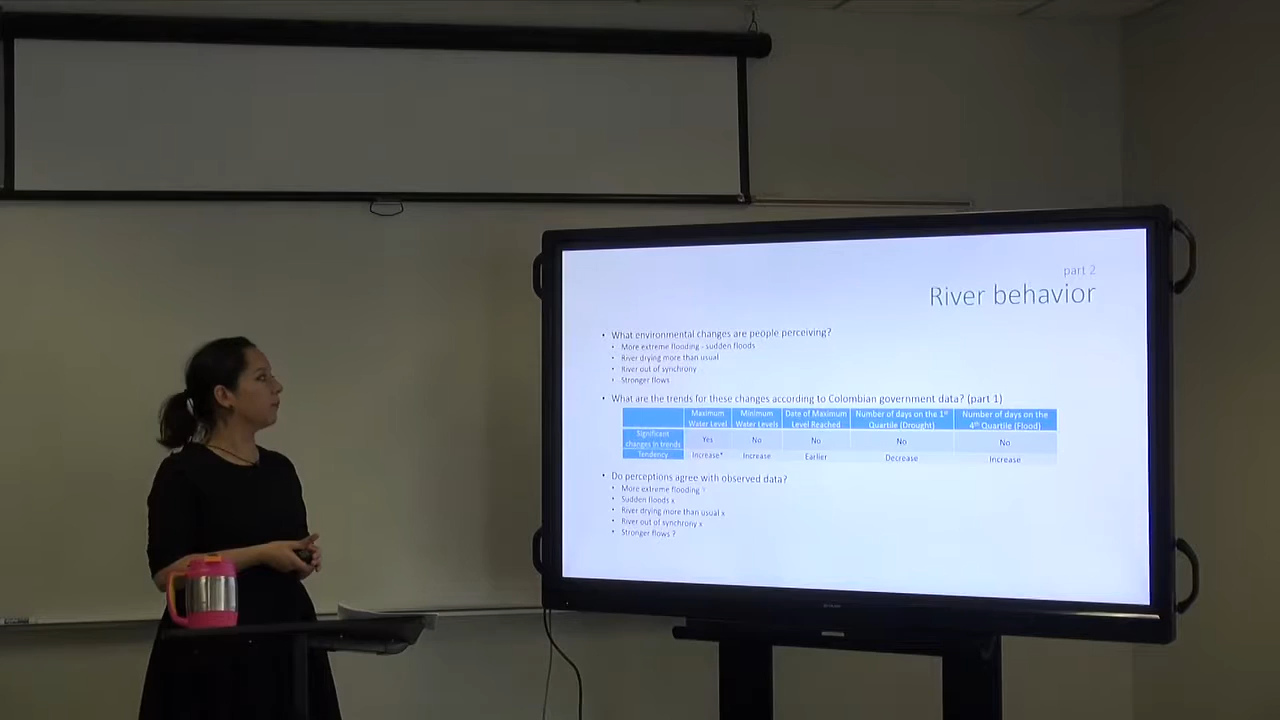 part 2
River behavior
• What environmental changes are people perceiving?
• More extreme flooding - sudden floods
• River drying more than usual
• River out of synchrony
• Stronger flows
• What are the trends for these changes according to Colombian government data? (part 1)
Maximum Water Level Minimum Water Levels Date of Maximum Level Reached Number of days on the 1st Quartile (Drought) Number of days on the 4th Quartile (Flood)
Significant changes in trends Yes No No No No
Tendency Increase* Increase Earlier Decrease Increase
• Do perceptions agree with observed data?
• More extreme flooding
• Sudden floods x
• River drying more than usual x
• River out of synchrony x
• Stronger flows ?